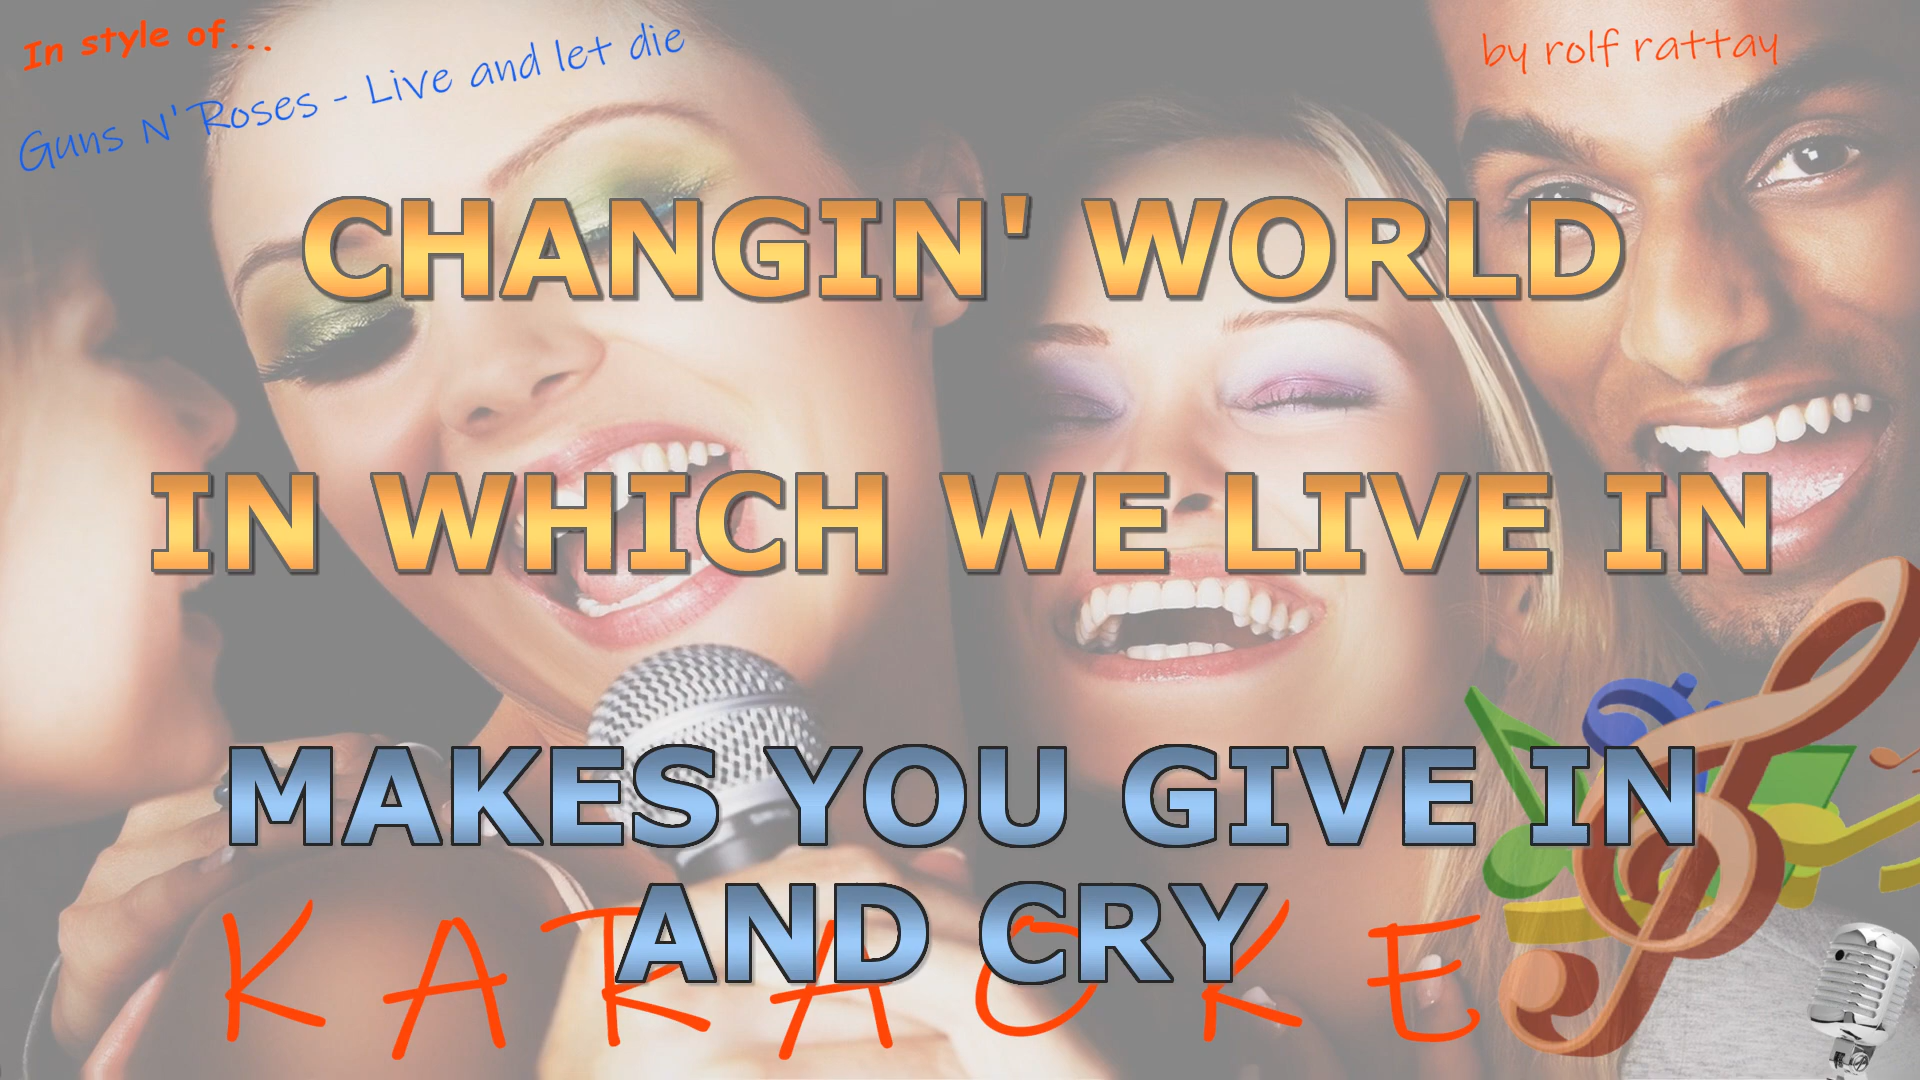 In style of...
Guns N' Roses - Live and let die
by rolf rattay
CHANGIN' WORLD
IN WHICH WE LIVE IN
MAKES YOU GIVE IN
AND CRY
KARAOKE